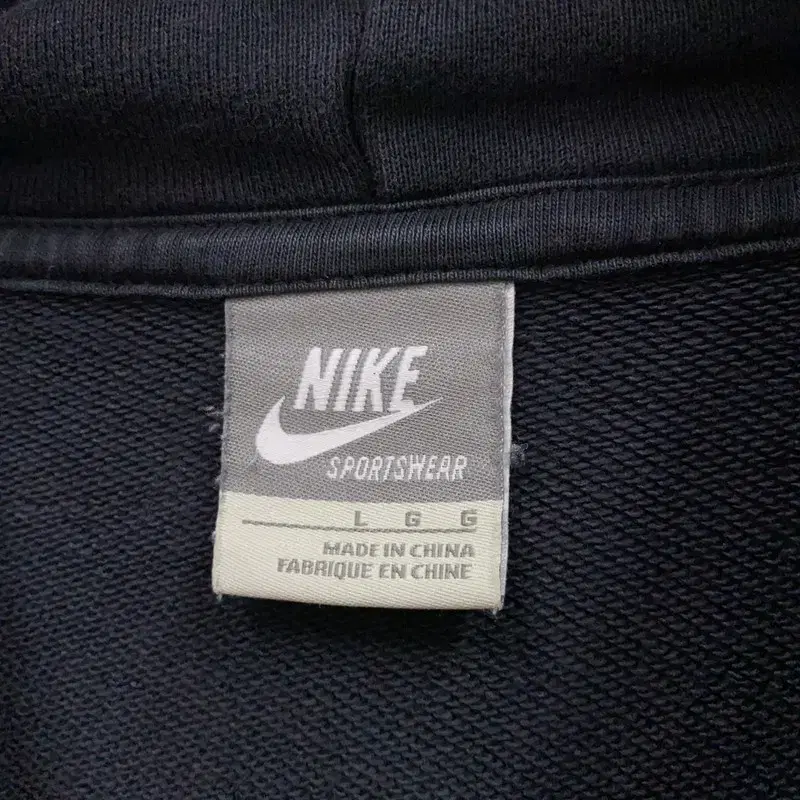 NIKE
SPORTSWEAR
L G G
MADE IN CHINA
FABRIQUE EN CHINE